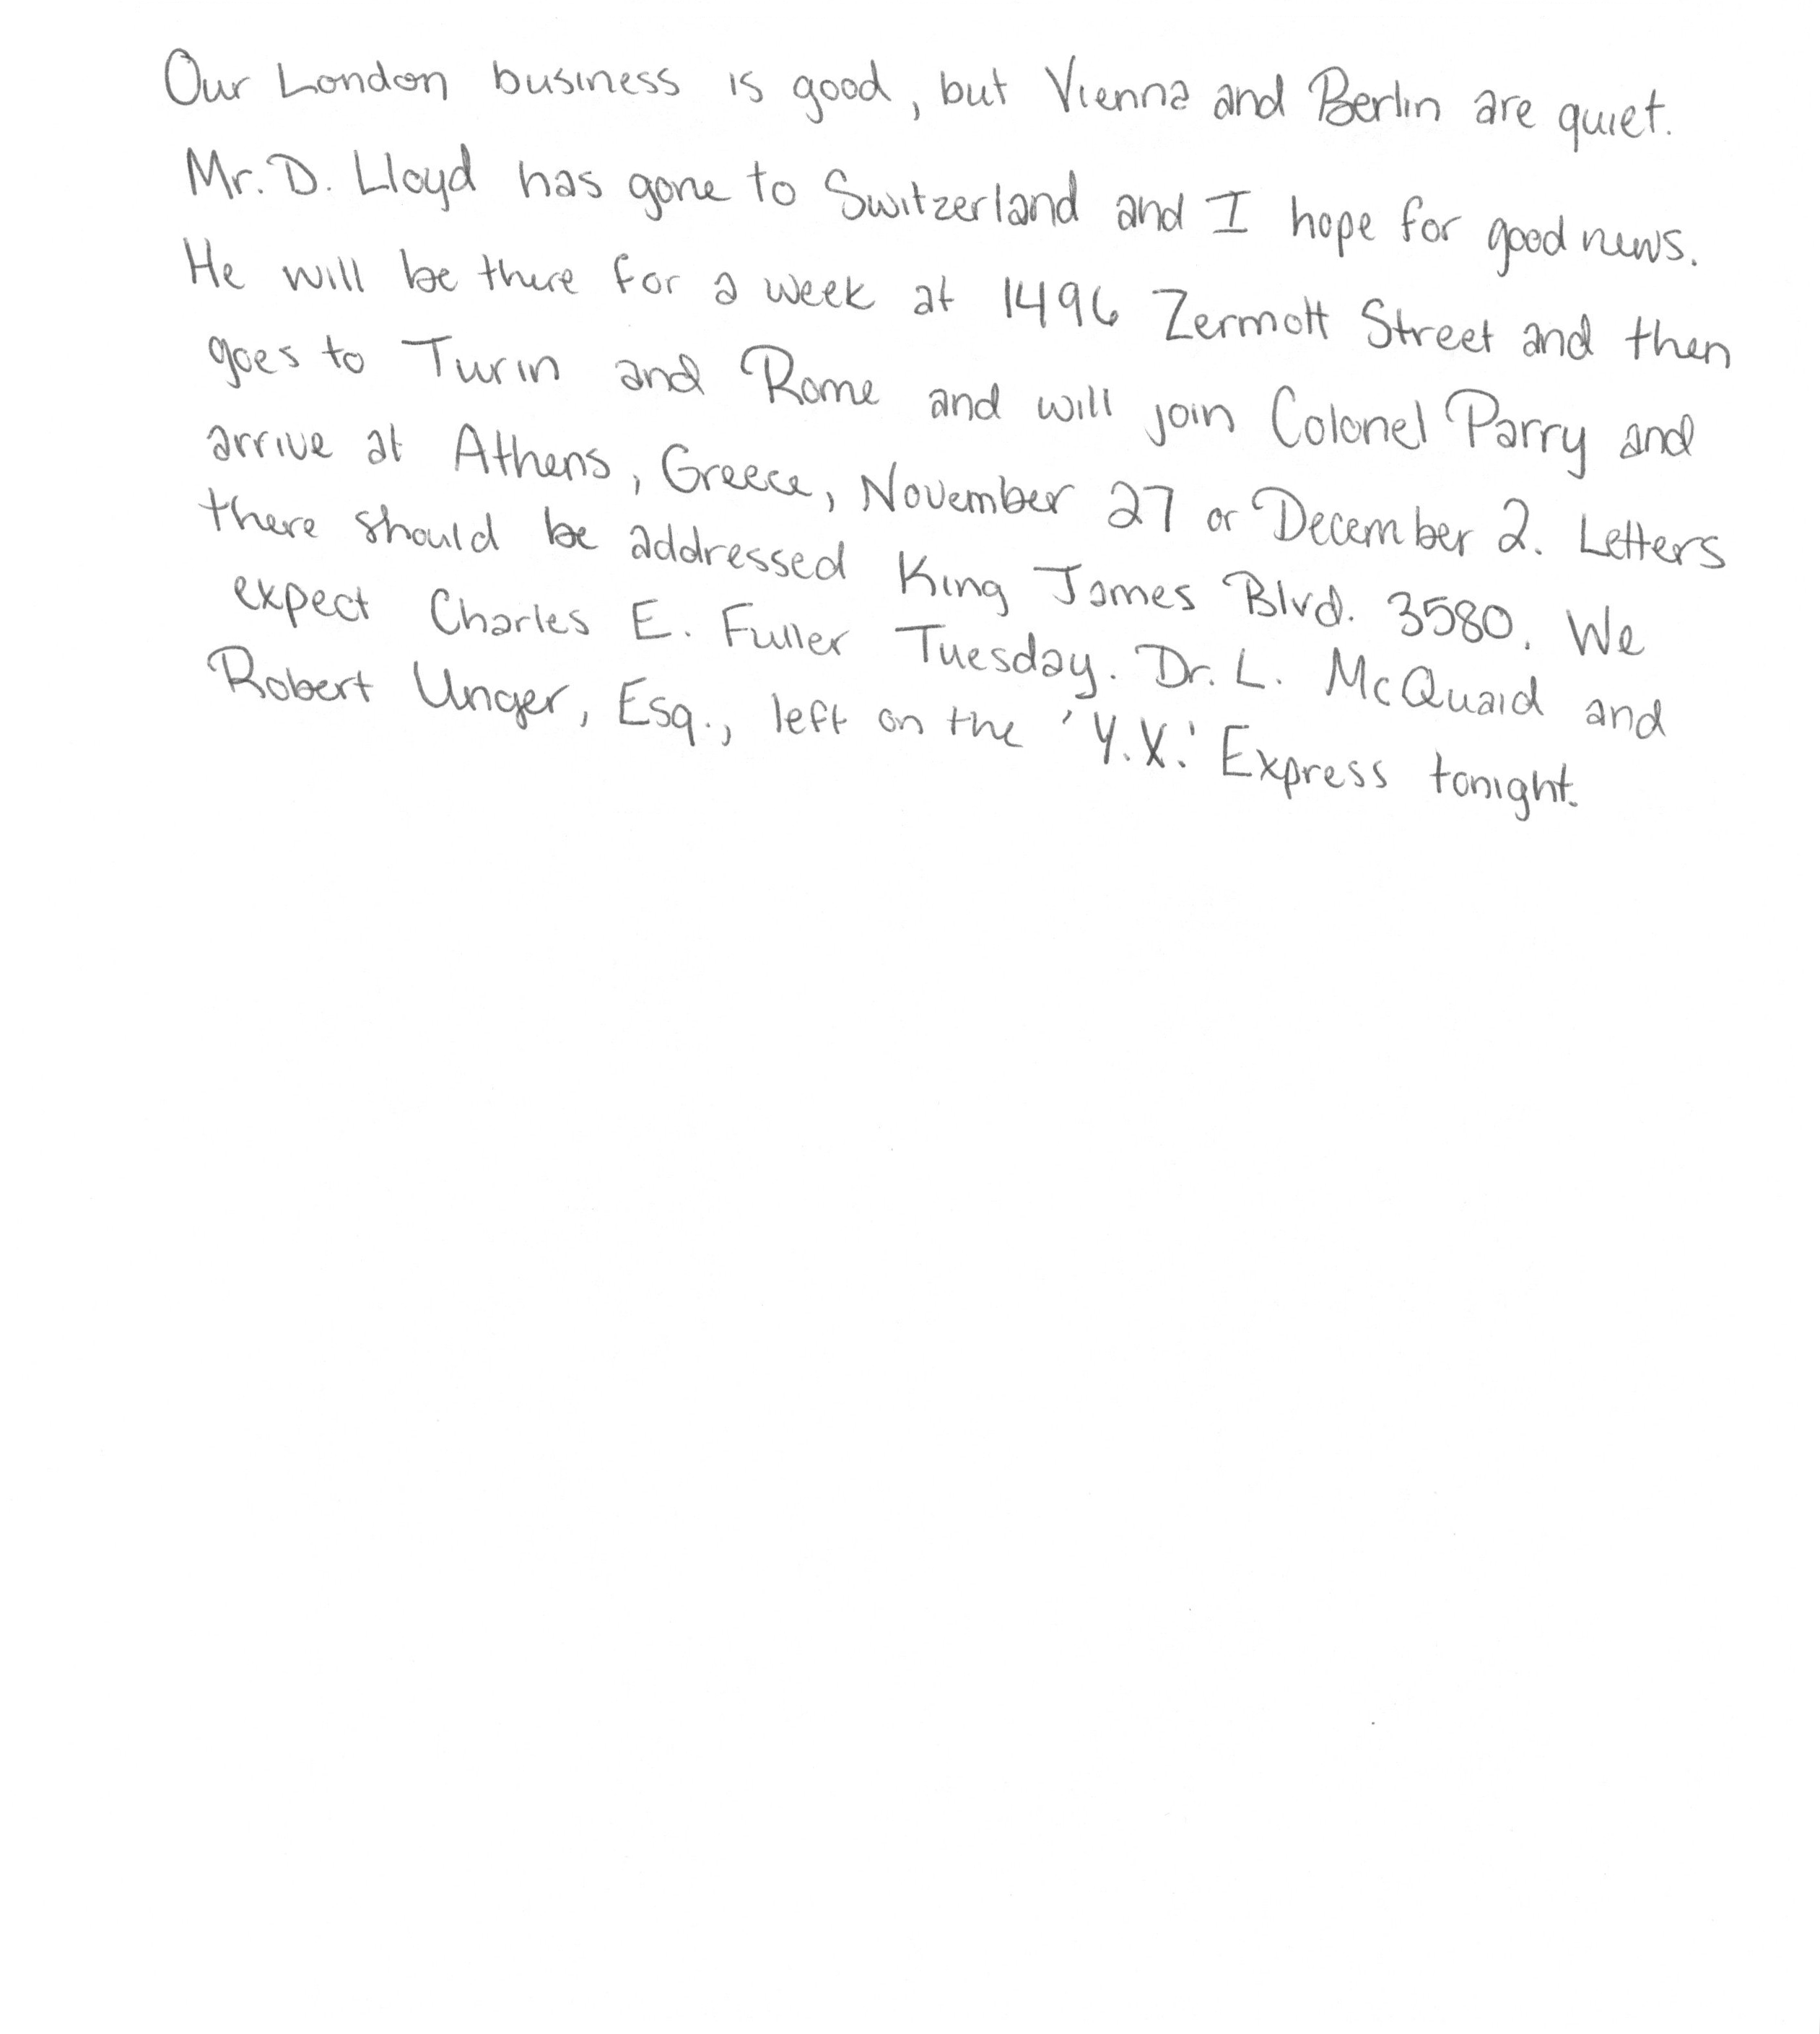 Our London business is good, but Vienna and Berlin are quiet.
Mr. D. Lloyd has gone to Switzerland and I hope for good news.
He will be there for a week at 1496 Zermott Street and then
goes to Turin and Rome and will join Colonel Parry and
arrive at Athens, Greece, November 27 or December 2. Letters
there should be addressed King James Blvd. 3580. We
expect Charles E. Fuller Tuesday. Dr. L. McQuaid and
Robert Unger, Esq., left on the 'Y.X.' Express tonight.